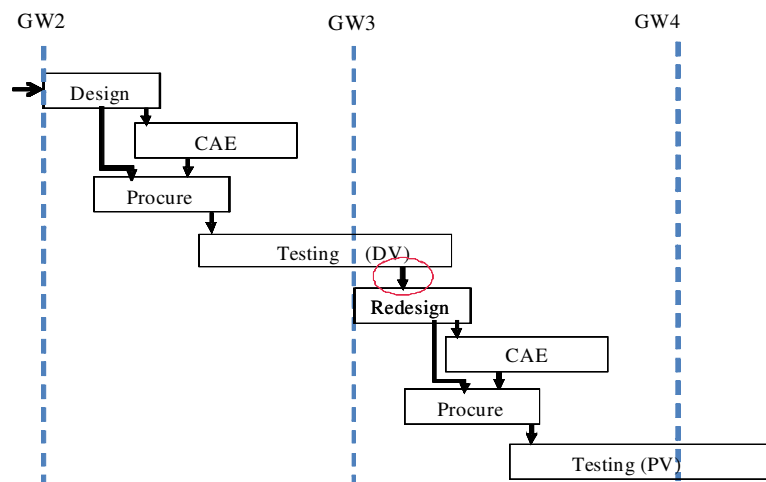 GW2 GW3 GW4
Design
CAE
Procure
Testing (DV)
Redesign
CAE
Procure
Testing (PV)